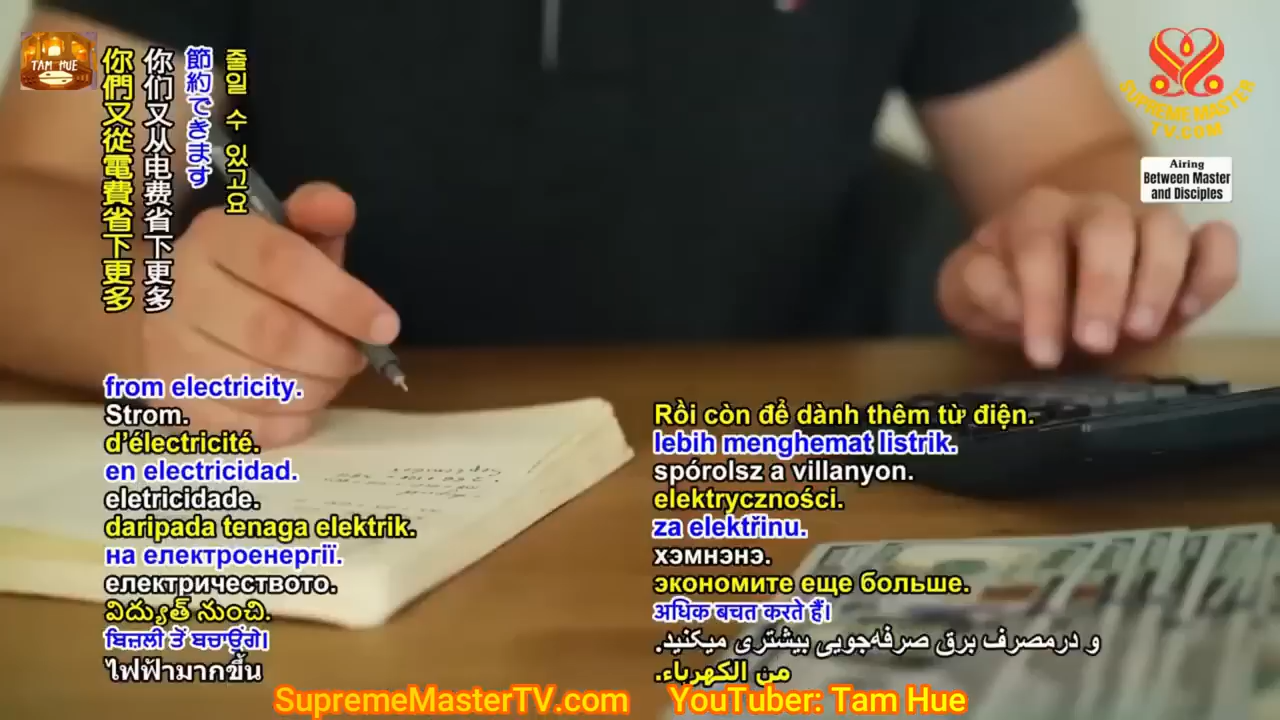 TAM HUE
你們又從電費省下更多
你们又从电费省下更多
節約できます
줄일 수 있고요
SUPREMEMASTER
TV.COM
Airing
Between Master
and Disciples
from electricity.
Strom.
d'électricité.
en electricidad.
eletricidade.
daripada tenaga elektrik.
на електроенергії.
електричеството.
విద్యుత్ నుంచి.
ਬਿਜ਼ਲੀ ਤੋਂ ਬਚਾਉਂਗੇ।
ไฟฟ้ามากขึ้น
Rồi còn để dành thêm từ điện.
lebih menghemat listrik.
spórolsz a villanyon.
elektryczności.
za elektřinu.
хэмнэнэ.
экономите еще больше.
अधिक बचत करते हैं।
و درمصرف برق صرفه‌جویی بیشتری میکنید.
من الكهرباء.
SupremeMasterTV.com YouTuber: Tam Hue